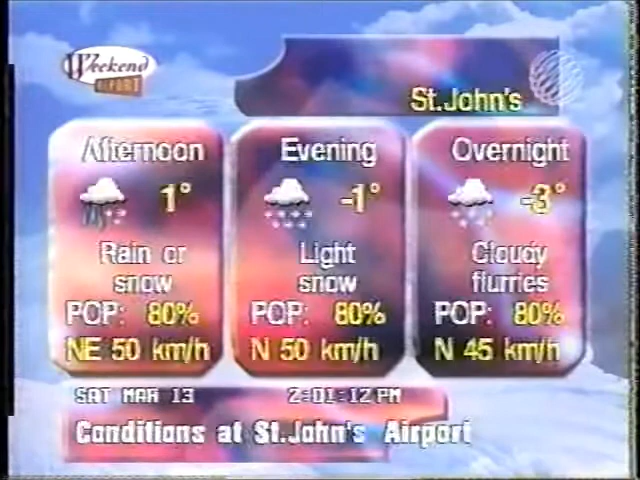 Weekend
REPORT
St.John's
Afternoon
1°
Rain or
snow
POP: 80%
NE 50 km/h
Evening
-1°
Light
snow
POP: 80%
N 50 km/h
Overnight
-3°
Cloudy
flurries
POP: 80%
N 45 km/h
SAT MAR 13 2:01:12 PM
Conditions at St.John's Airport